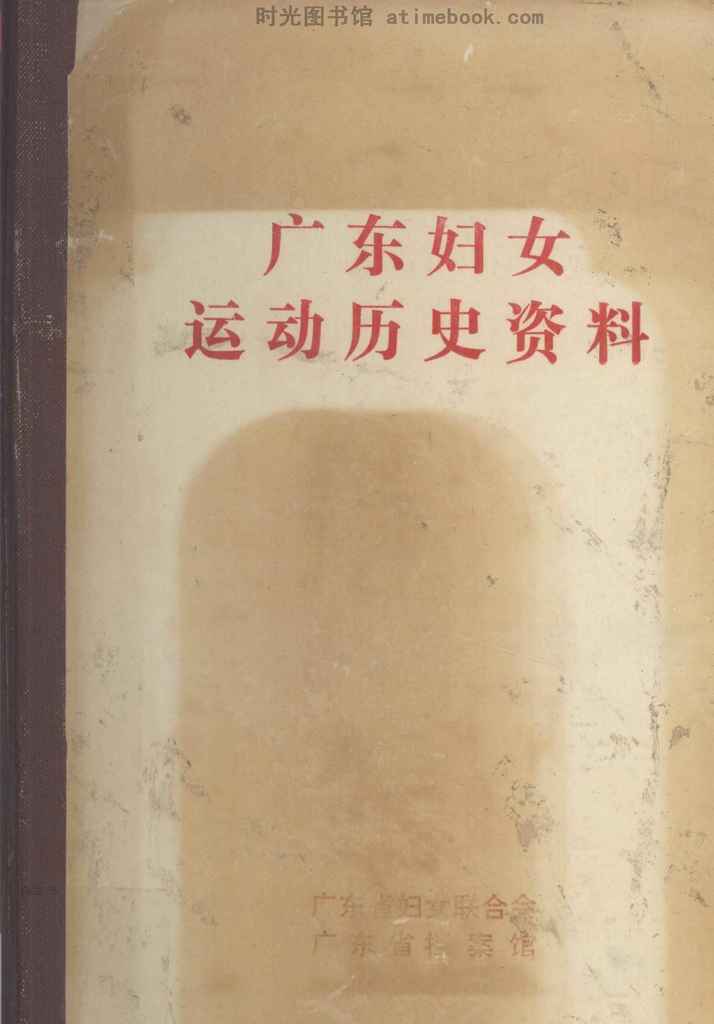 时光图书馆 atimebook.com
广东妇女
运动历史资料
广东省妇女联合会
广东省档案馆